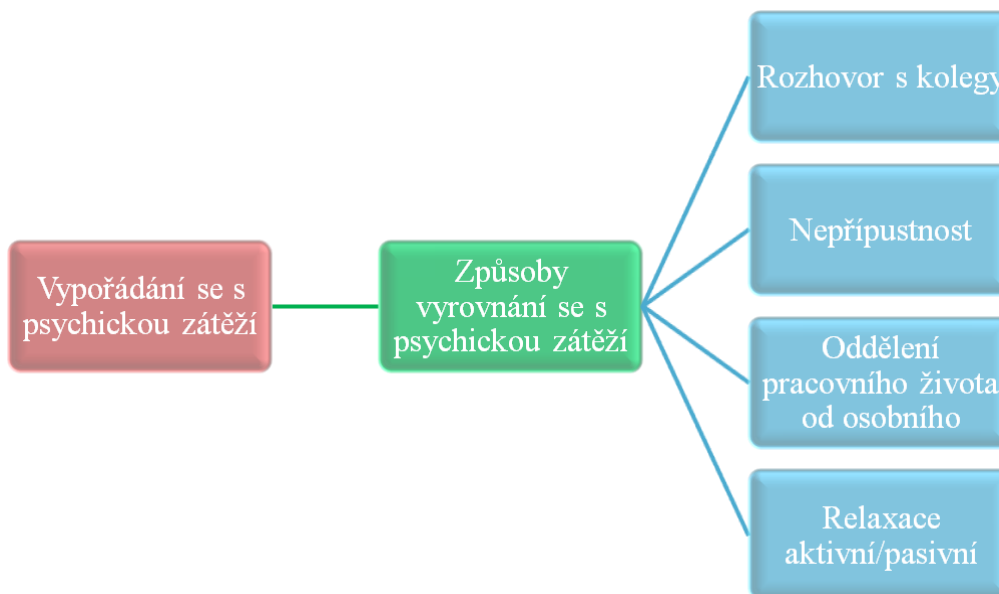 Vypořádání se s
psychickou zátěží
Způsoby
vyrovnání se s
psychickou zátěží
Rozhovor s kolegy
Nepřípustnost
Oddělení
pracovního života
od osobního
Relaxace
aktivní/pasivní